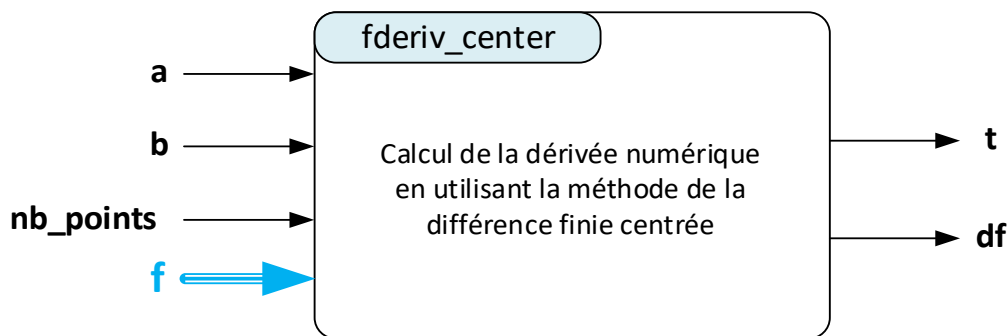 fderiv_center
a
b
nb_points
f
Calcul de la dérivée numérique
en utilisant la méthode de la
différence finie centrée
t
df